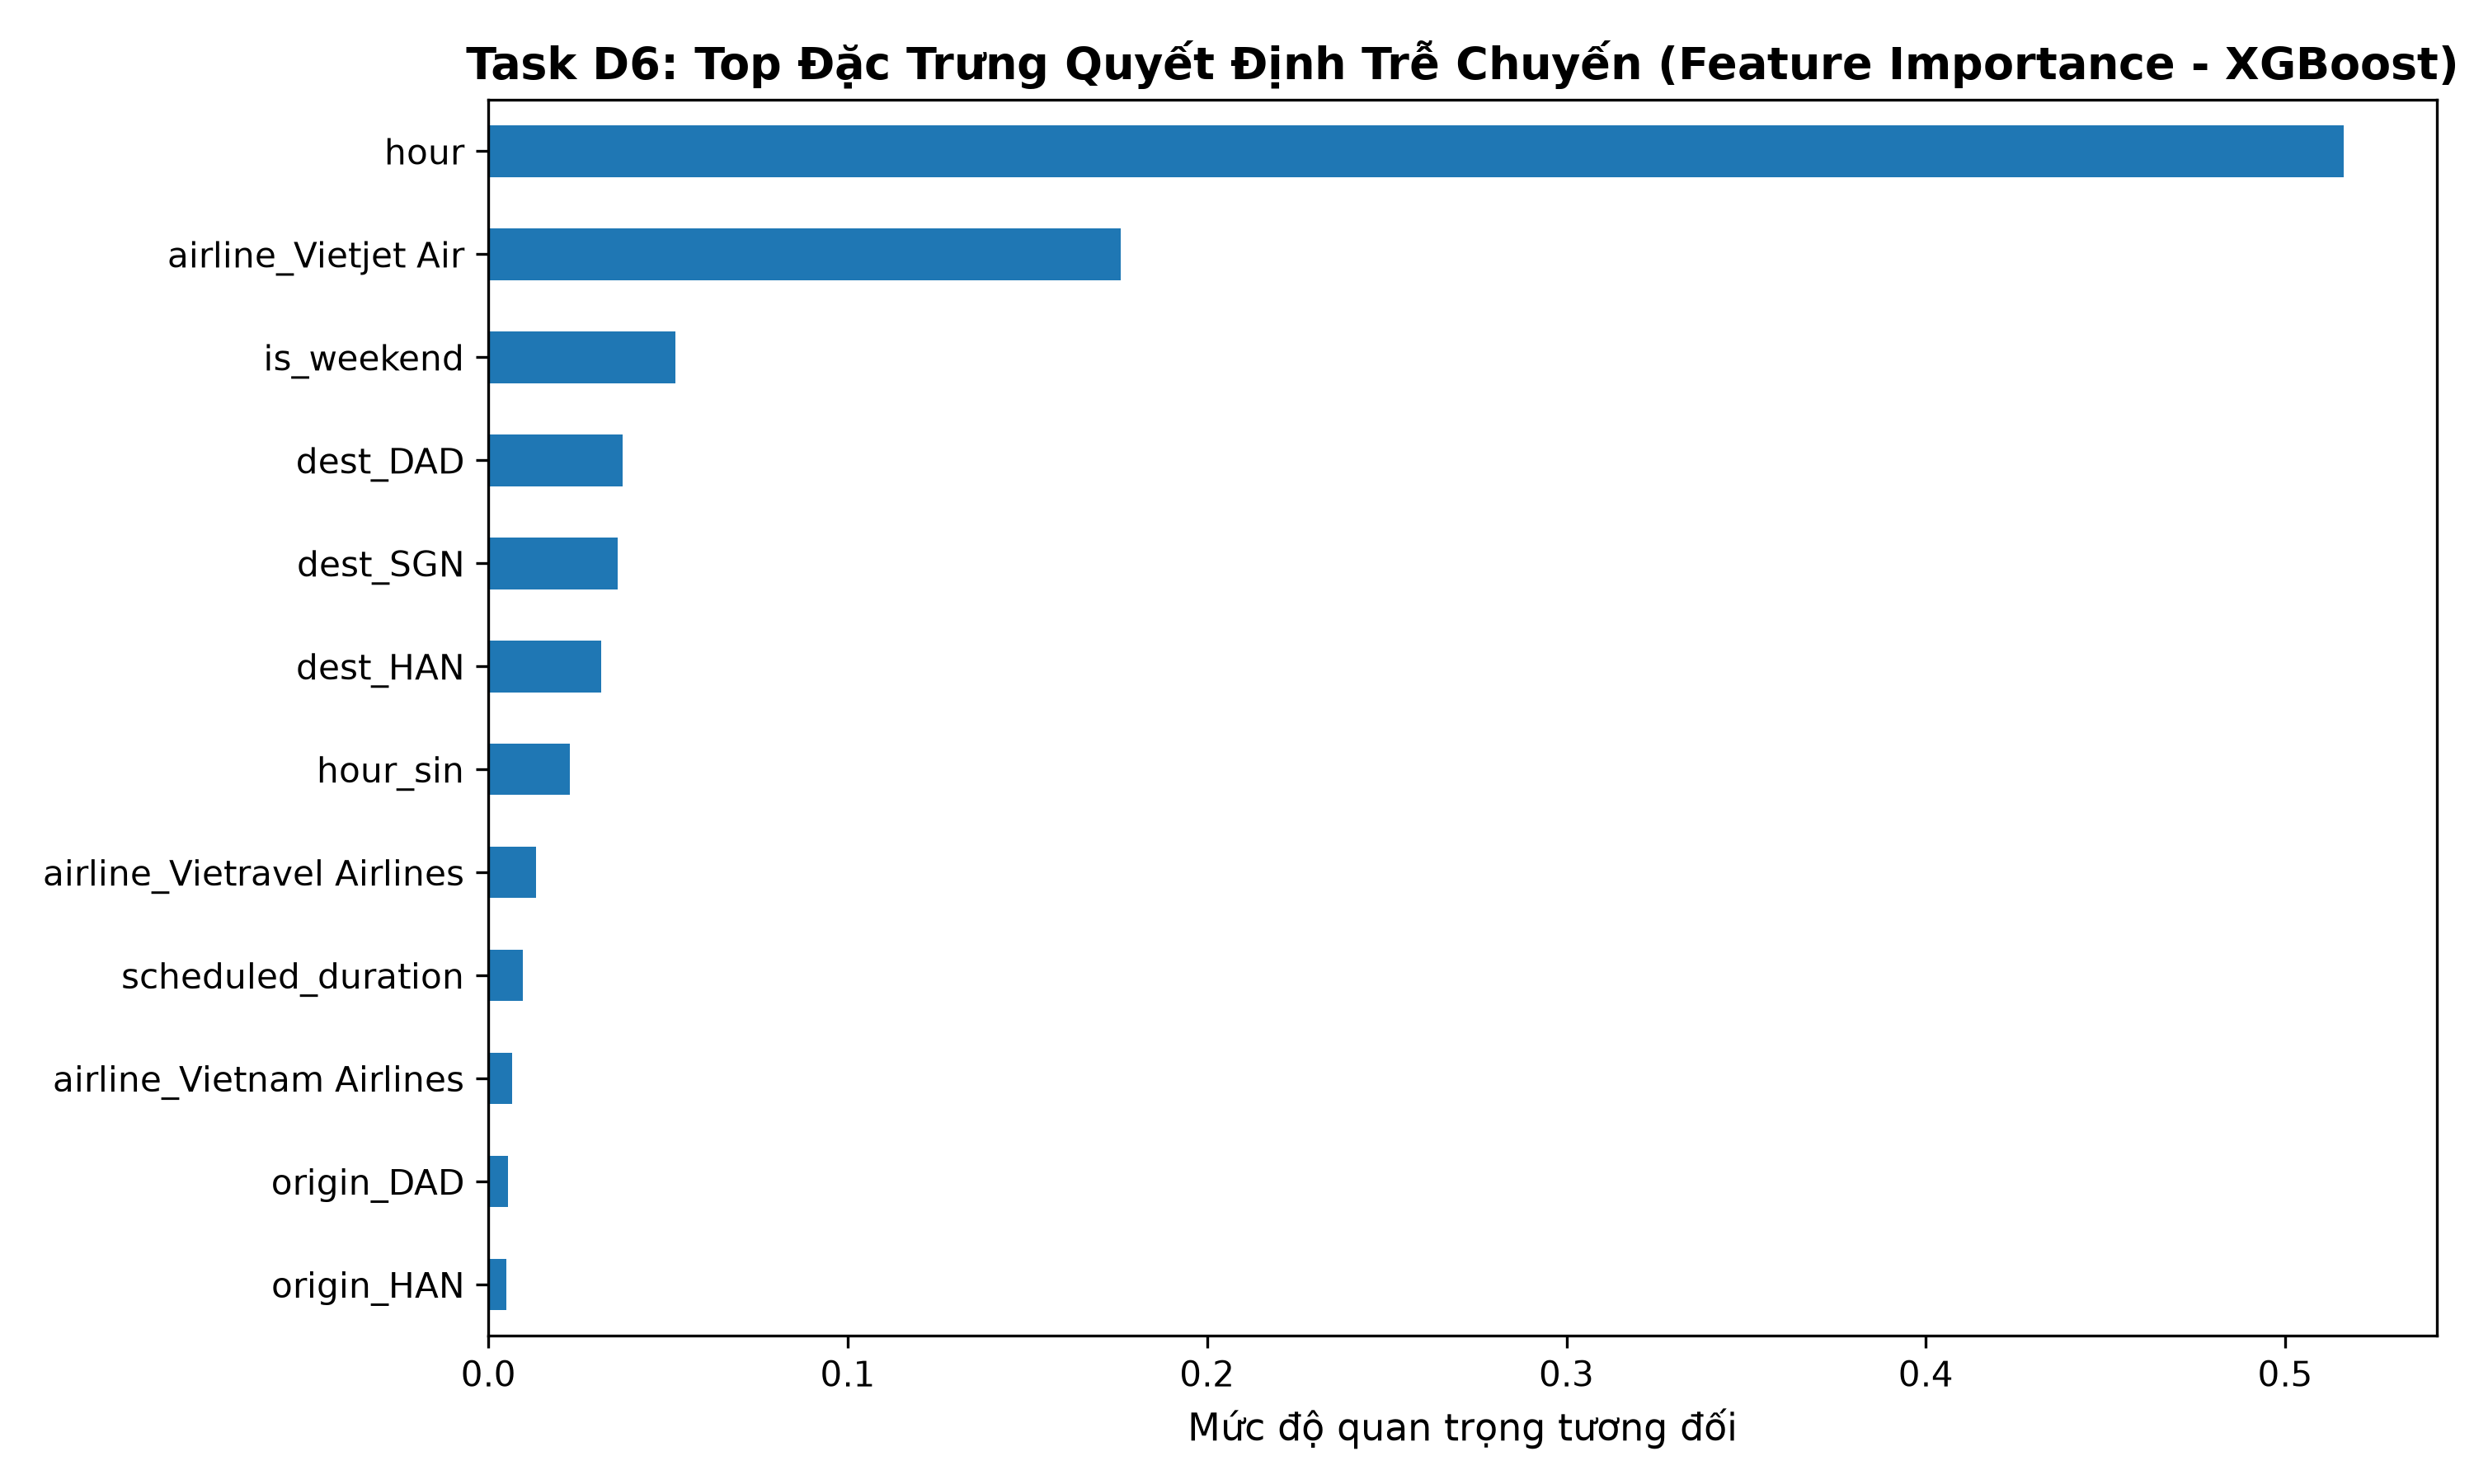 Task D6: Top Đặc Trưng Quyết Định Trễ Chuyến (Feature Importance - XGBoost)
hour
airline_Vietjet Air
is_weekend
dest_DAD
dest_SGN
dest_HAN
hour_sin
airline_Vietravel Airlines
scheduled_duration
airline_Vietnam Airlines
origin_DAD
origin_HAN
0.0 0.1 0.2 0.3 0.4 0.5
Mức độ quan trọng tương đối